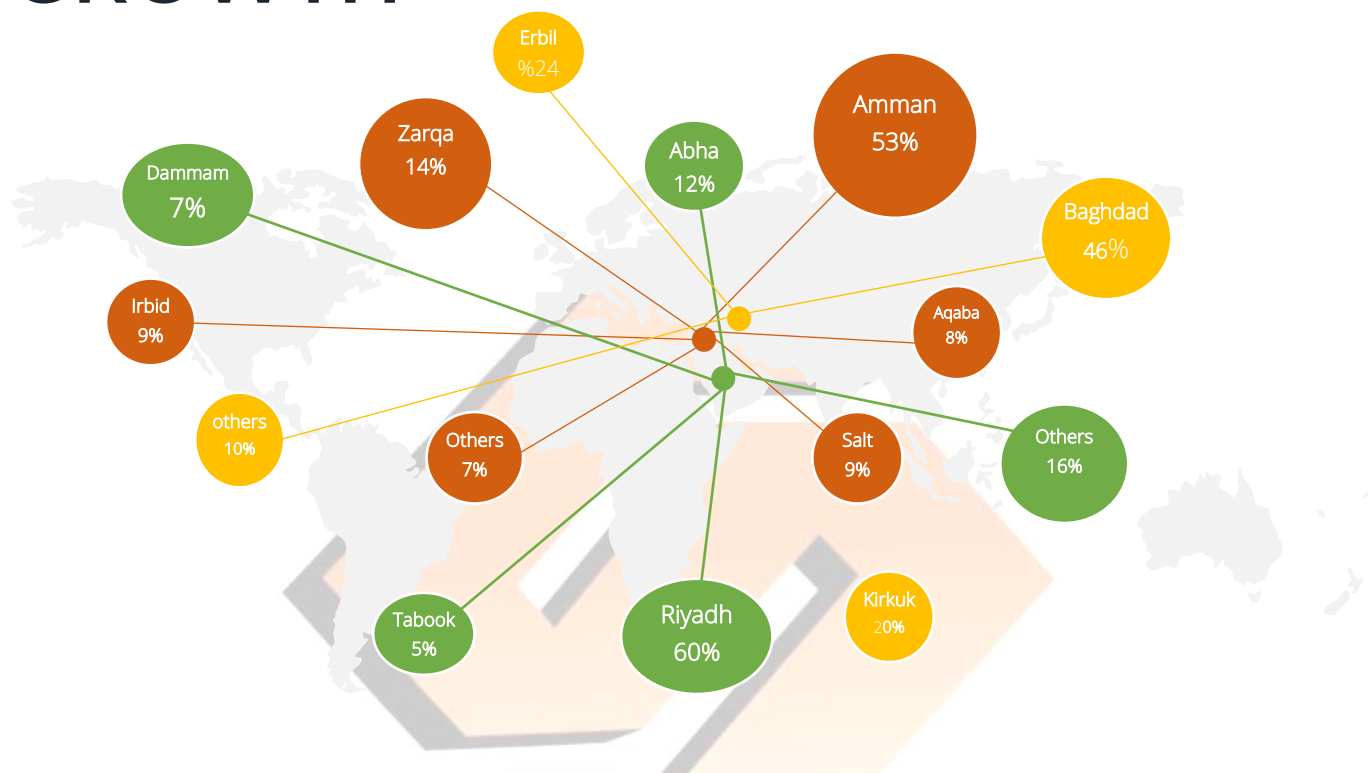 GROWTH
Erbil
%24
Amman
53%
Zarqa
14%
Abha
12%
Dammam
7%
Baghdad
46%
Irbid
9%
Aqaba
8%
others
10%
Others
7%
Salt
9%
Others
16%
Kirkuk
20%
Tabook
5%
Riyadh
60%